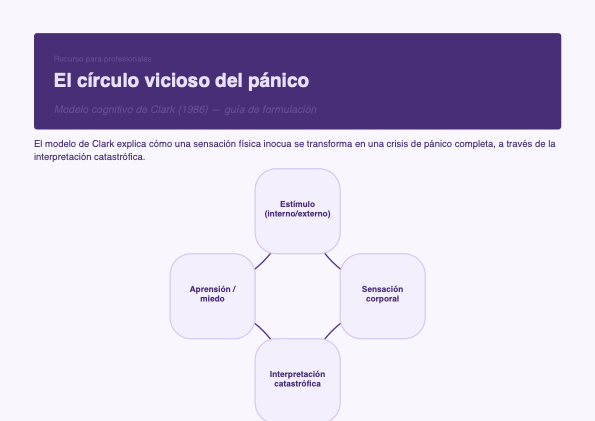 Recurso para profesionales
El círculo vicioso del pánico
Modelo cognitivo de Clark (1986) — guía de formulación
El modelo de Clark explica cómo una sensación física inocua se transforma en una crisis de pánico completa, a través de la
interpretación catastrófica.
Estímulo
(interno/externo)
Aprensión /
miedo
Sensación
corporal
Interpretación
catastrófica